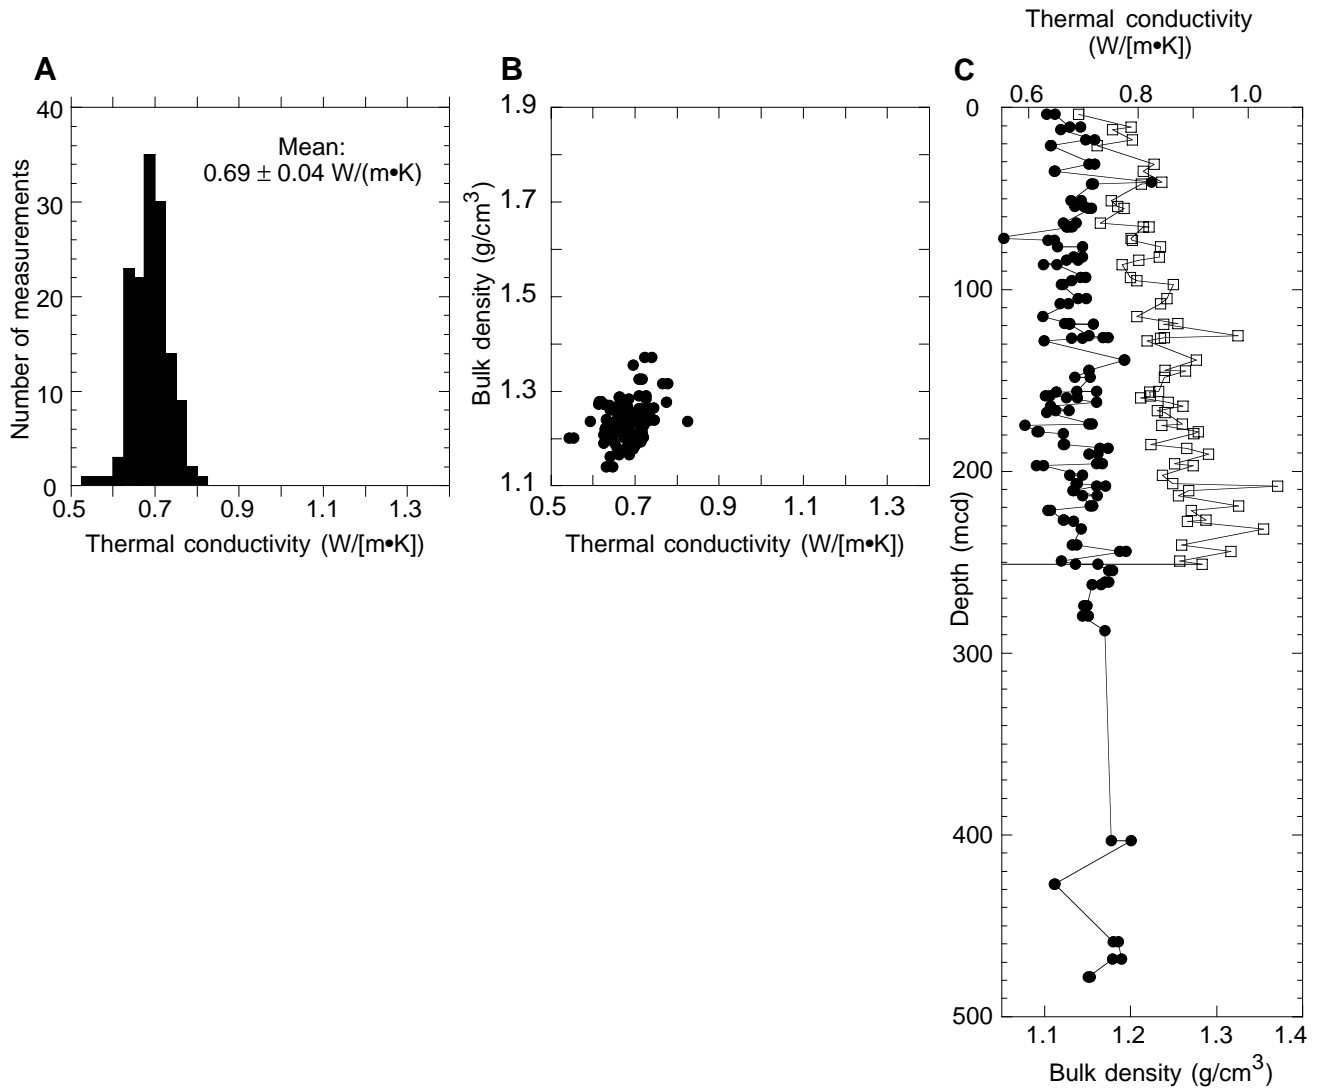 A
40
30
20
10
0
Number of measurements
Mean:
0.69 ± 0.04 W/(m•K)
0.5 0.7 0.9 1.1 1.3
Thermal conductivity (W/[m•K])
B
1.9
1.7
1.5
1.3
1.1
Bulk density (g/cm3)
0.5 0.7 0.9 1.1 1.3
Thermal conductivity (W/[m•K])
Thermal conductivity
(W/[m•K])
C
0.6 0.8 1.0
0
100
200
300
400
500
Depth (mcd)
1.1 1.2 1.3 1.4
Bulk density (g/cm3)